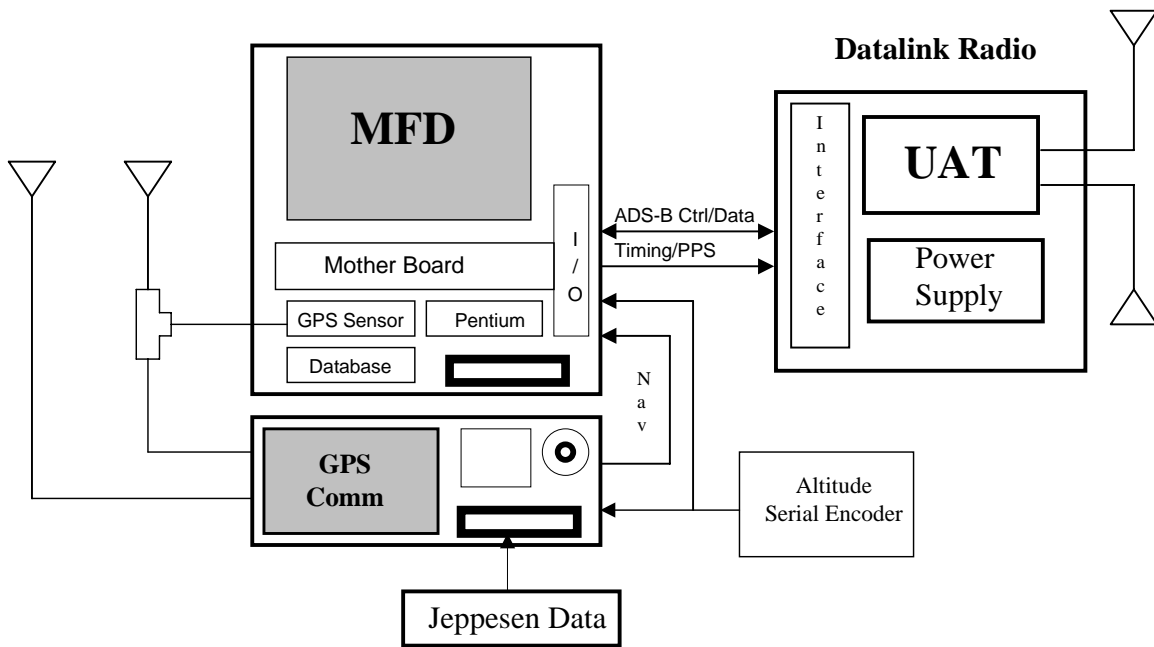 Datalink Radio
MFD
I
n
t
e
r
f
a
c
e
UAT
ADS-B Ctrl/Data
I
/
O
Timing/PPS
Mother Board
Power
Supply
GPS Sensor
Pentium
Database
N
a
v
GPS
Comm
Altitude
Serial Encoder
Jeppesen Data